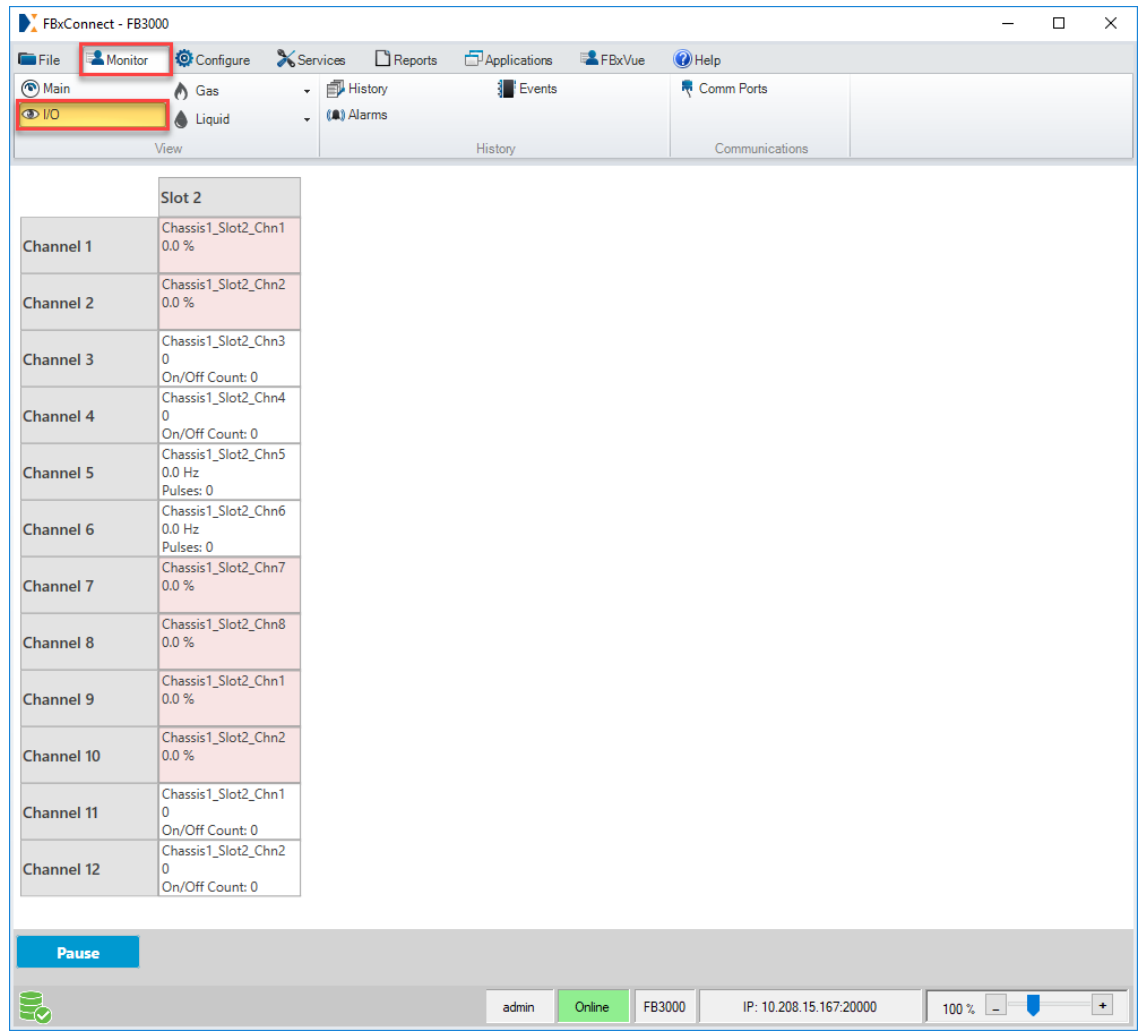 FBxConnect - FB3000
File Monitor Configure Services Reports Applications FBxVue Help
Main Gas History Events Comm Ports
I/O Liquid Alarms
View History Communications
Slot 2
Channel 1
Chassis1_Slot2_Chn1
0.0 %
Channel 2
Chassis1_Slot2_Chn2
0.0 %
Channel 3
Chassis1_Slot2_Chn3
0
On/Off Count: 0
Channel 4
Chassis1_Slot2_Chn4
0
On/Off Count: 0
Channel 5
Chassis1_Slot2_Chn5
0.0 Hz
Pulses: 0
Channel 6
Chassis1_Slot2_Chn6
0.0 Hz
Pulses: 0
Channel 7
Chassis1_Slot2_Chn7
0.0 %
Channel 8
Chassis1_Slot2_Chn8
0.0 %
Channel 9
Chassis1_Slot2_Chn1
0.0 %
Channel 10
Chassis1_Slot2_Chn2
0.0 %
Channel 11
Chassis1_Slot2_Chn1
0
On/Off Count: 0
Channel 12
Chassis1_Slot2_Chn2
0
On/Off Count: 0
Pause
admin Online FB3000 IP: 10.208.15.167:20000 100 % - +